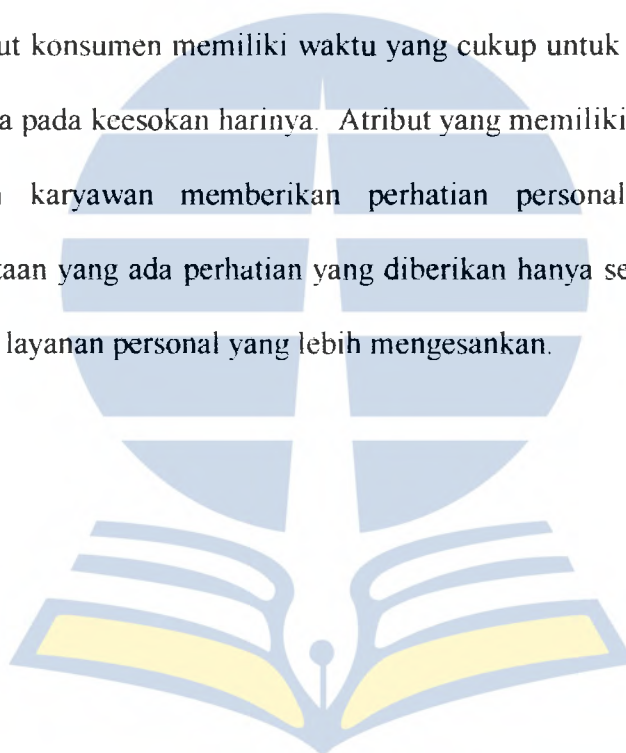 ut konsumen memiliki waktu yang cukup untuk
a pada keesokan harinya. Atribut yang memiliki
karyawan memberikan perhatian personal
taan yang ada perhatian yang diberikan hanya se
layanan personal yang lebih mengesankan.